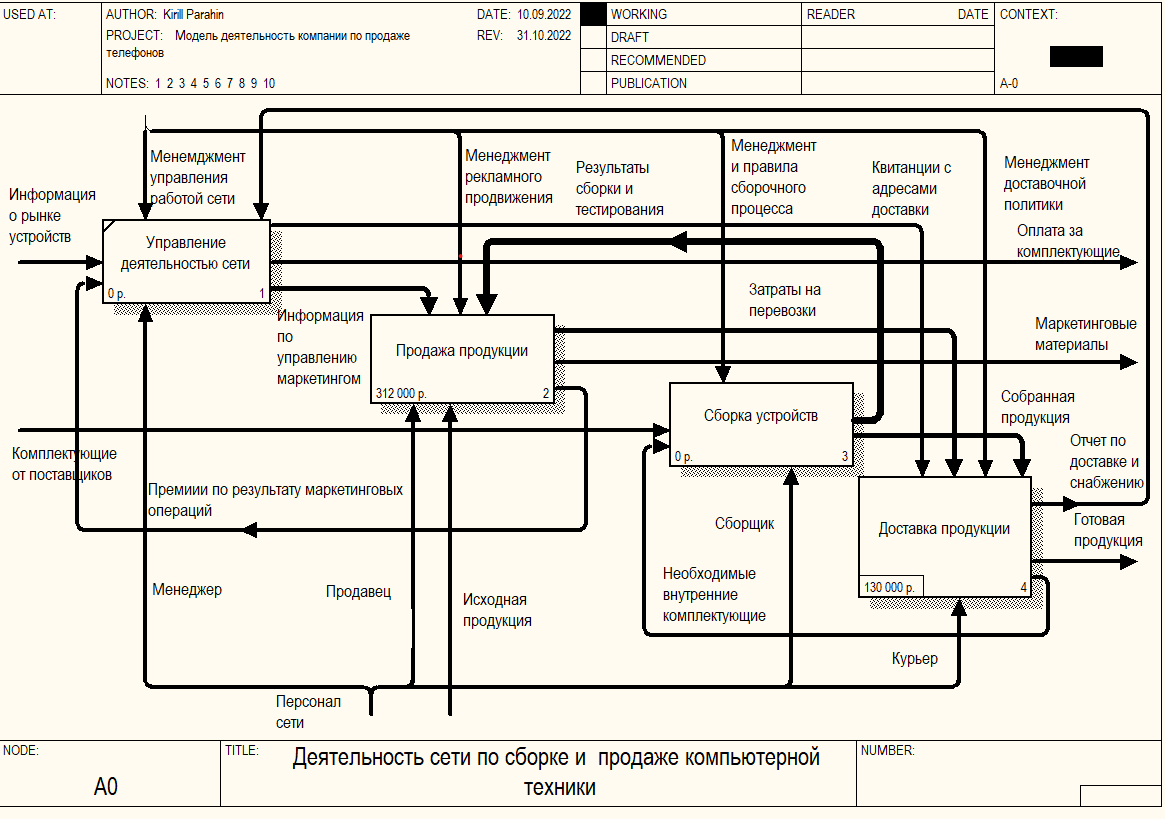 USED AT:
AUTHOR: Kirill Parahin
DATE: 10.09.2022
WORKING
READER
DATE
CONTEXT:
PROJECT: Модель деятельность компании по продаже
REV: 31.10.2022
DRAFT
телефонов
RECOMMENDED
NOTES: 1 2 3 4 5 6 7 8 9 10
PUBLICATION
A-0
Менемджмент
управления
работой сети
Менеджмент
рекламного
продвижения
Результаты
сборки и
тестирования
Менеджмент
и правила
сборочного
процесса
Квитанции с
адресами
доставки
Менеджмент
доставочной
политики
Информация
о рынке
устройств
Оплата за
комплектующие
Управление
деятельностью сети
0 р.
1
Затраты на
перевозки
Информация
по
управлению
маркетингом
Маркетинговые
материалы
Продажа продукции
312 000 р.
2
Собранная
продукция
Сборка устройств
0 р.
3
Комплектующие
от поставщиков
Отчет по
доставке и
снабжению
Премиии по результату маркетинговых
операций
Сборщик
Доставка продукции
130 000 р.
4
Готовая
продукция
Менеджер
Продавец
Исходная
продукция
Необходимые
внутренние
комплектующие
Курьер
Персонал
сети
NODE:
A0
TITLE:
Деятельность сети по сборке и продаже компьютерной
техники
NUMBER: